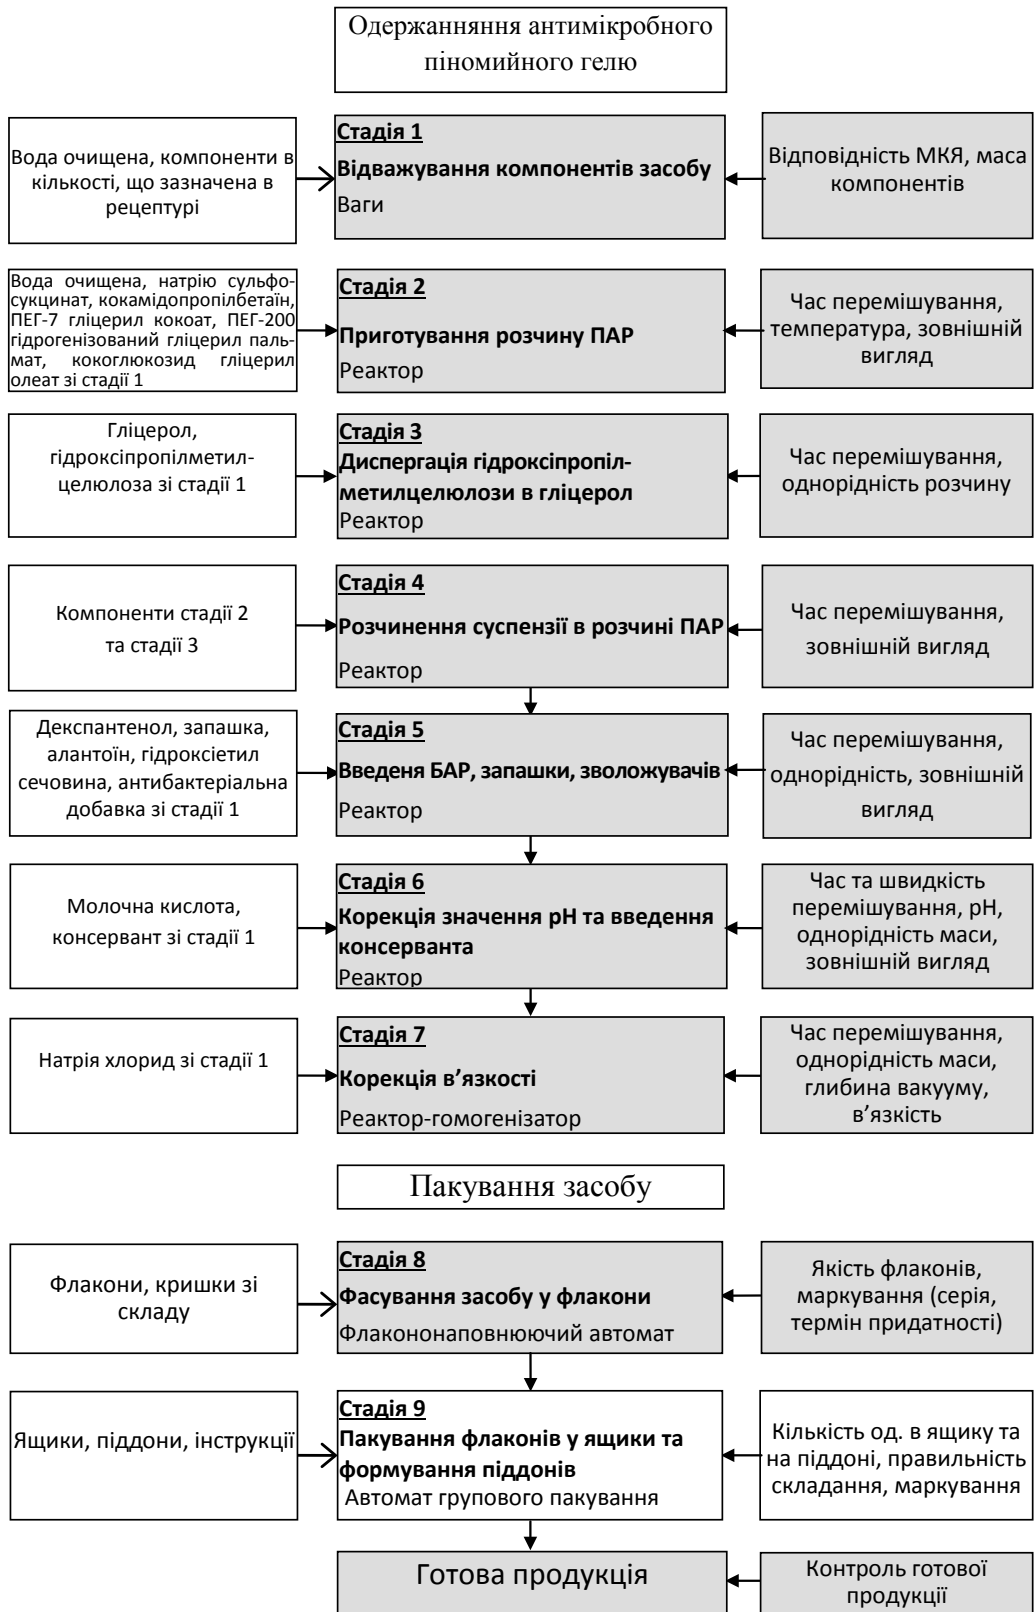 Одержанняння антимікробного
піномийного гелю
Вода очищена, компоненти в
кількості, що зазначена в
рецептурі
Стадія 1
Відважування компонентів засобу
Ваги
Відповідність МКЯ, маса
компонентів
Вода очищена, натрію сульфо-
сукцинат, кокамідопропілбетаїн,
ПЕГ-7 гліцерил кокоат, ПЕГ-200
гідрогенізований гліцерил паль-
мат, кокоглюкозид гліцерил
олеат зі стадії 1
Стадія 2
Приготування розчину ПАР
Реактор
Час перемішування,
температура, зовнішній
вигляд
Гліцерол,
гідроксіпропілметил-
целюлоза зі стадії 1
Стадія 3
Диспергація гідроксіпропіл-
метилцелюлози в гліцерол
Реактор
Час перемішування,
однорідність розчину
Компоненти стадії 2
та стадії 3
Стадія 4
Розчинення суспензії в розчині ПАР
Реактор
Час перемішування,
зовнішній вигляд
Декспантенол, запашка,
алантоїн, гідроксіетил
сечовина, антибактеріальна
добавка зі стадії 1
Стадія 5
Введеня БАР, запашки, зволожувачів
Реактор
Час перемішування,
однорідність, зовнішній
вигляд
Молочна кислота,
консервант зі стадії 1
Стадія 6
Корекція значення рН та введення
консерванта
Реактор
Час та швидкість
перемішування, рН,
однорідність маси,
зовнішній вигляд
Натрія хлорид зі стадії 1
Стадія 7
Корекція в’язкості
Реактор-гомогенізатор
Час перемішування,
однорідність маси,
глибина вакууму,
в’язкість
Пакування засобу
Флакони, кришки зі
складу
Стадія 8
Фасування засобу у флакони
Флакононаповнюючий автомат
Якість флаконів,
маркування (серія,
термін придатності)
Ящики, піддони, інструкції
Стадія 9
Пакування флаконів у ящики та
формування піддонів
Автомат групового пакування
Кількість од. в ящику та
на піддоні, правильність
складання, маркування
Готова продукція
Контроль готової
продукції